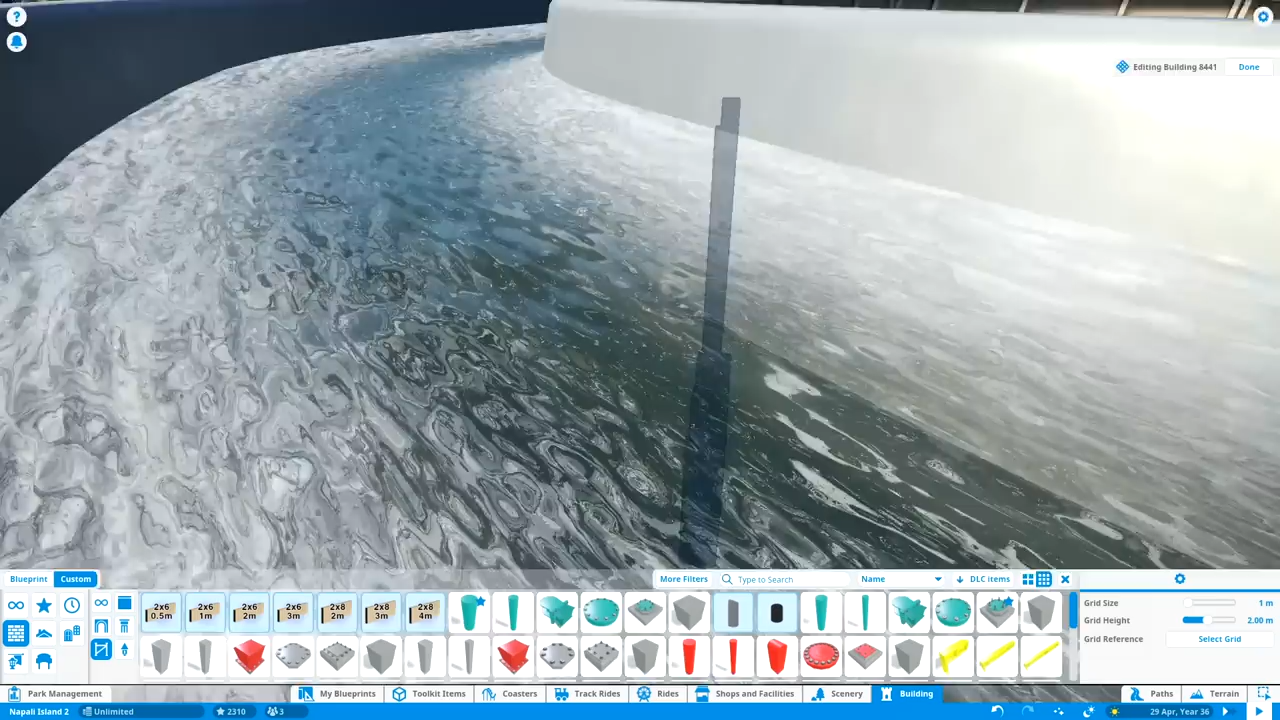 ?
Editing Building 8441 Done
Blueprint Custom More Filters Type to Search Name DLC items
2x6 0.5m 2x6 1m 2x6 2m 2x6 3m 2x8 2m 2x8 3m 2x8 4m
Grid Size 1 m
Grid Height 2.00 m
Grid Reference Select Grid
Park Management My Blueprints Toolkit Items Coasters Track Rides Rides Shops and Facilities Scenery Building Paths Terrain
Napali Island 2 Unlimited 2310 3 29 Apr, Year 36